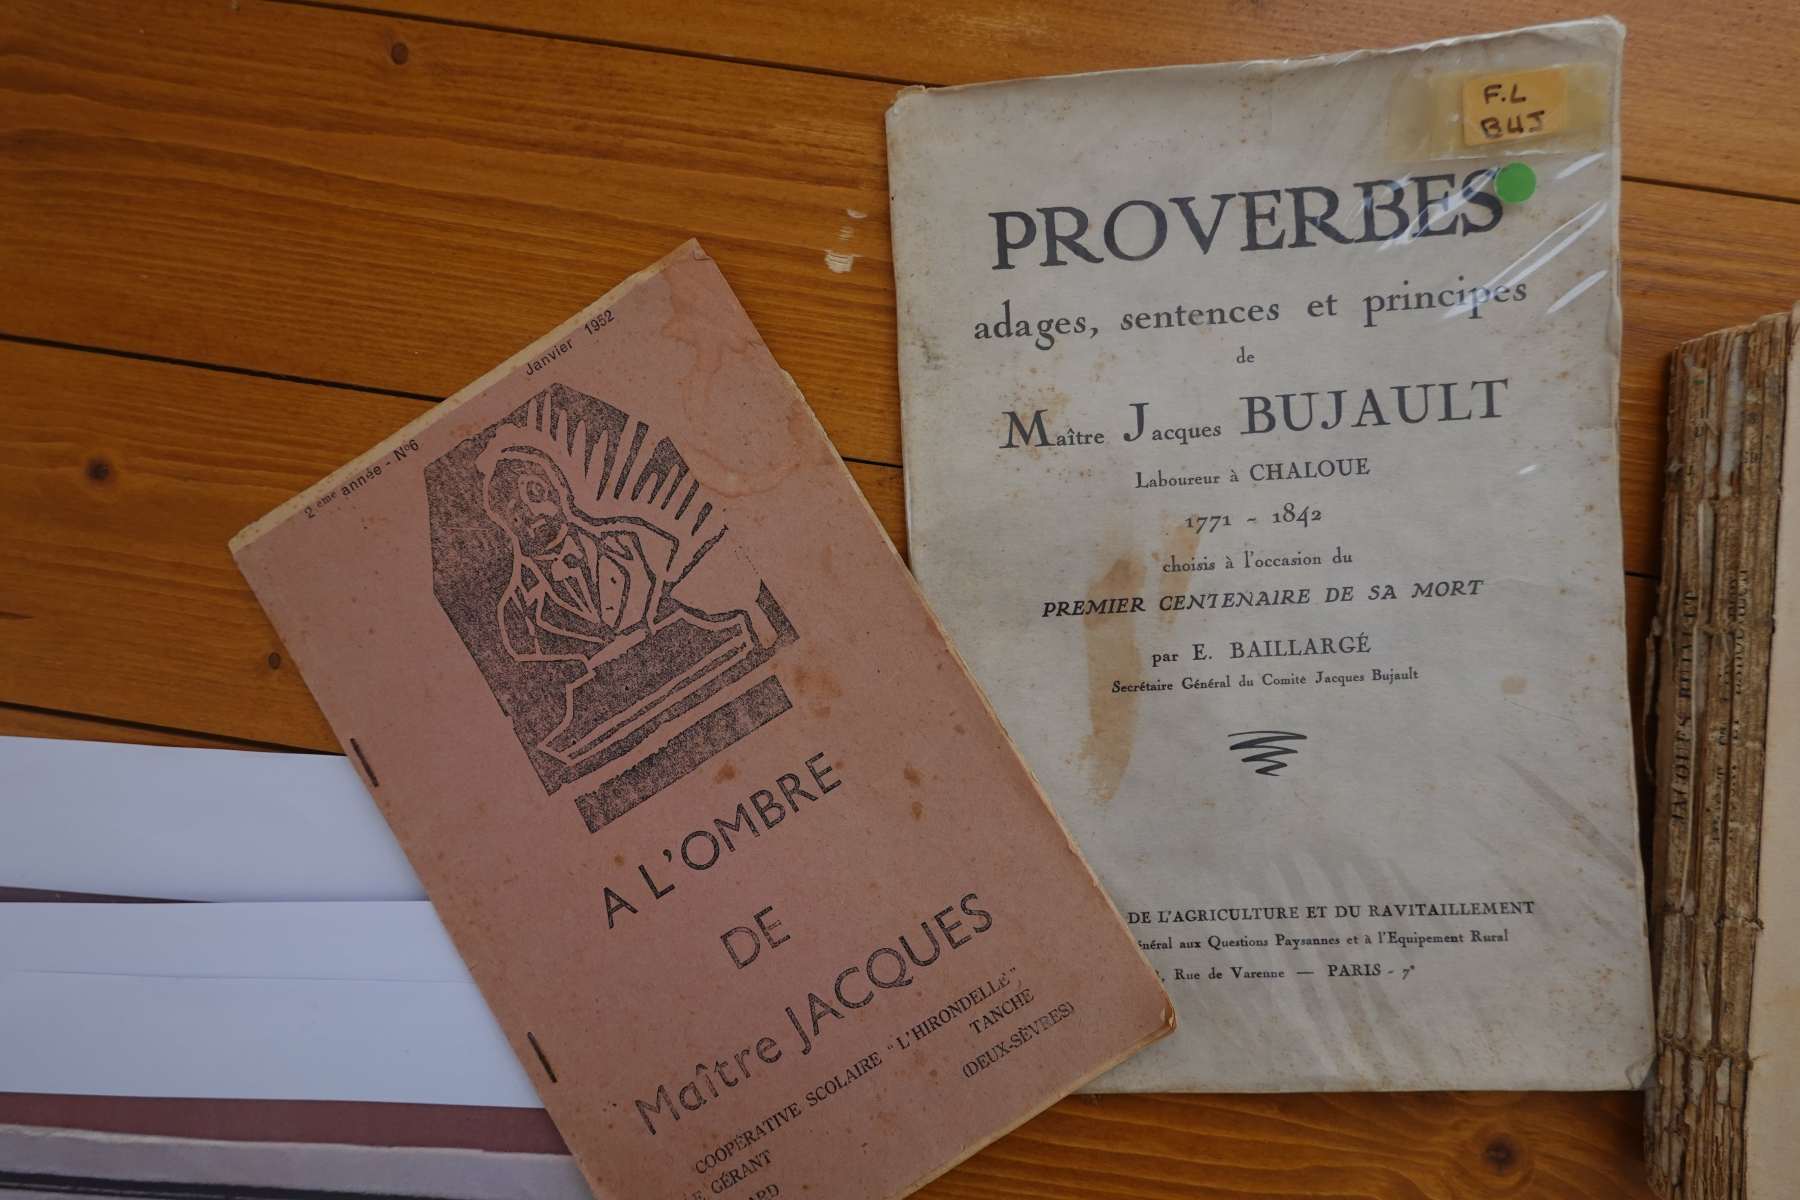 2ème année - N°6
Janvier 1952
A L'OMBRE
DE
Maître JACQUES
COOPÉRATIVE SCOLAIRE "L'HIRONDELLE"
TANCHE
(DEUX-SÈVRES)
GÉRANT
F.L
BUJ
PROVERBES
adages, sentences et principes
de
Maître Jacques BUJAULT
Laboureur à CHALOUE
1771 - 1842
choisis à l'occasion du
PREMIER CENTENAIRE DE SA MORT
par E. BAILLARGÉ
Secrétaire Général du Comité Jacques Bujault
DE L'AGRICULTURE ET DU RAVITAILLEMENT
aux Questions Paysannes et à l'Equipement Rural
Rue de Varenne — PARIS - 7e
JACQUES BUJAULT